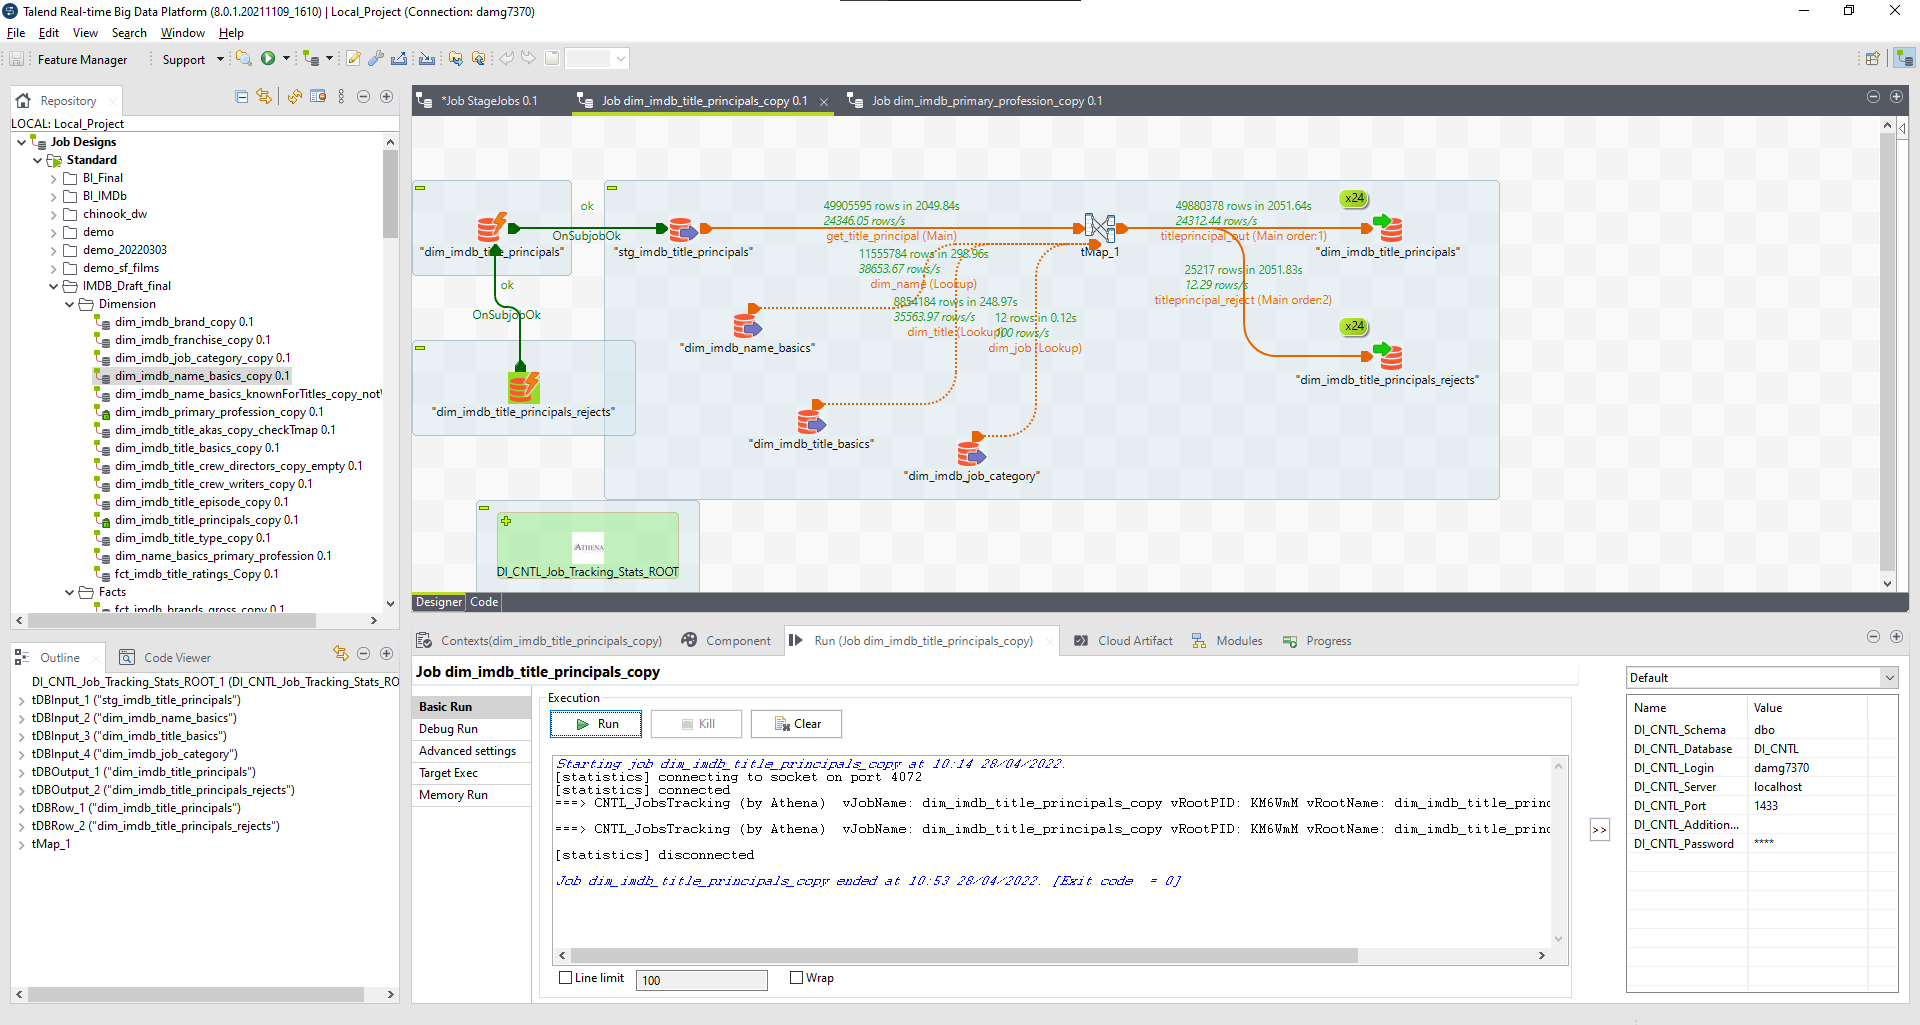 Talend Real-time Big Data Platform (8.0.1.20211109_1610) | Local_Project (Connection: damg7370)
File Edit View Search Window Help
Feature Manager Support
Repository
LOCAL: Local_Project
Job Designs
Standard
BI_Final
BI_IMDb
chinook_dw
demo
demo_20220303
demo_sf_films
IMDB_Draft_final
Dimension
dim_imdb_brand_copy 0.1
dim_imdb_franchise_copy 0.1
dim_imdb_job_category_copy 0.1
dim_imdb_name_basics_copy 0.1
dim_imdb_name_basics_knownForTitles_copy_not
dim_imdb_primary_profession_copy 0.1
dim_imdb_title_akas_copy_checkTmap 0.1
dim_imdb_title_basics_copy 0.1
dim_imdb_title_crew_directors_copy_empty 0.1
dim_imdb_title_crew_writers_copy 0.1
dim_imdb_title_episode_copy 0.1
dim_imdb_title_principals_copy 0.1
dim_imdb_title_type_copy 0.1
dim_name_basics_primary_profession 0.1
fct_imdb_title_ratings_Copy 0.1
Facts
fct_imdb_brands_gross_copy 0.1
Outline Code Viewer
DI_CNTL_Job_Tracking_Stats_ROOT_1 (DI_CNTL_Job_Tracking_Stats_RO
tDBInput_1 ("stg_imdb_title_principals")
tDBInput_2 ("dim_imdb_name_basics")
tDBInput_3 ("dim_imdb_title_basics")
tDBInput_4 ("dim_imdb_job_category")
tDBOutput_1 ("dim_imdb_title_principals")
tDBOutput_2 ("dim_imdb_title_principals_rejects")
tDBRow_1 ("dim_imdb_title_principals")
tDBRow_2 ("dim_imdb_title_principals_rejects")
tMap_1
*Job StageJobs 0.1 Job dim_imdb_title_principals_copy 0.1 Job dim_imdb_primary_profession_copy 0.1
ok
OnSubjobOk
"dim_imdb_title_principals"
"stg_imdb_title_principals"
49905595 rows in 2049.84s
24346.05 rows/s
get_title_principal (Main)
tMap_1
49880378 rows in 2051.64s
24312.44 rows/s
titleprincipal_out (Main order:1)
x24
"dim_imdb_title_principals"
ok
OnSubjobOk
11555784 rows in 298.96s
38653.67 rows/s
dim_name (Lookup)
8854184 rows in 248.97s
35563.97 rows/s
dim_title (Lookup)
12 rows in 0.12s
100 rows/s
dim_job (Lookup)
25217 rows in 2051.83s
12.29 rows/s
titleprincipal_reject (Main order:2)
x24
"dim_imdb_title_principals_rejects"
"dim_imdb_name_basics"
"dim_imdb_title_principals_rejects"
"dim_imdb_title_basics"
"dim_imdb_job_category"
ATHENA
DI_CNTL_Job_Tracking_Stats_ROOT
Designer Code
Contexts(dim_imdb_title_principals_copy) Component Run (Job dim_imdb_title_principals_copy) Cloud Artifact Modules Progress
Job dim_imdb_title_principals_copy
Basic Run
Debug Run
Advanced settings
Target Exec
Memory Run
Execution
Run Kill Clear
Starting job dim_imdb_title_principals_copy at 10:14 28/04/2022.
[statistics] connecting to socket on port 4072
[statistics] connected
===> CNTL_JobsTracking (by Athena) vJobName: dim_imdb_title_principals_copy vRootPID: KM6WmM vRootName: dim_imdb_title_princ
===> CNTL_JobsTracking (by Athena) vJobName: dim_imdb_title_principals_copy vRootPID: KM6WmM vRootName: dim_imdb_title_princ
[statistics] disconnected
Job dim_imdb_title_principals_copy ended at 10:53 28/04/2022. [Exit code = 0]
Line limit 100 Wrap
>>
Default
Name Value
DI_CNTL_Schema dbo
DI_CNTL_Database DI_CNTL
DI_CNTL_Login damg7370
DI_CNTL_Server localhost
DI_CNTL_Port 1433
DI_CNTL_Addition...
DI_CNTL_Password ****